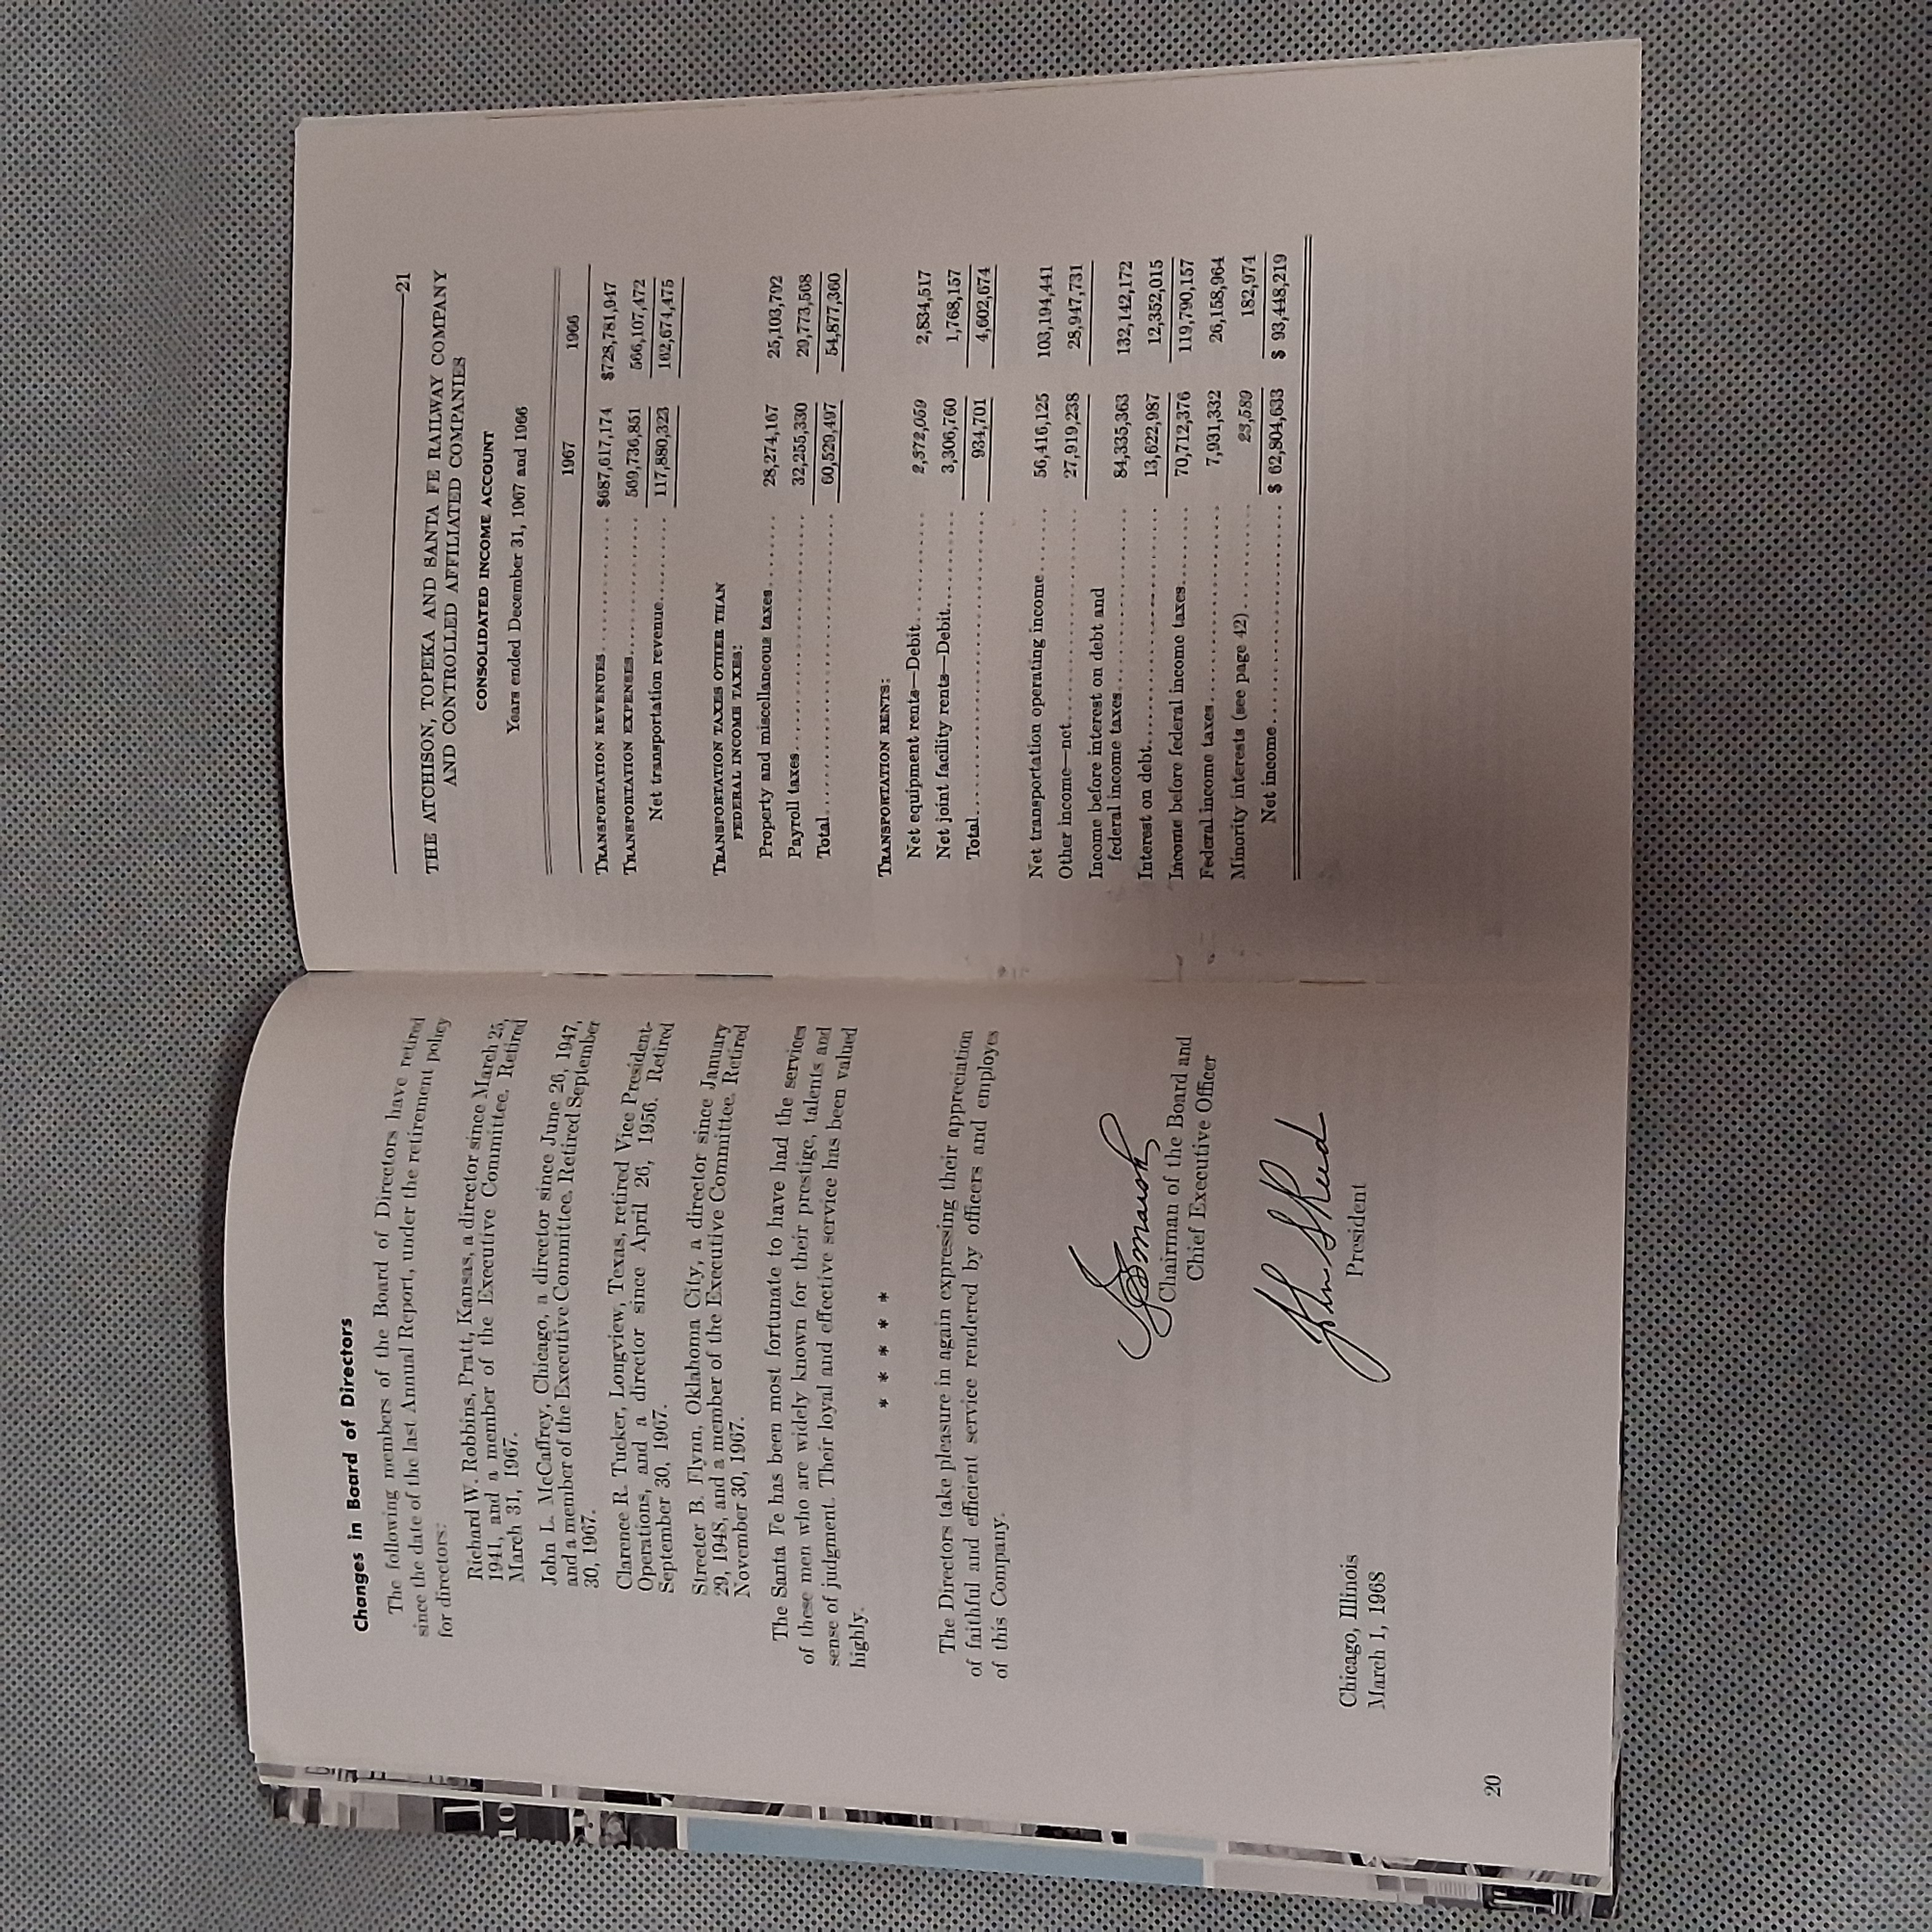 Changes in Board of Directors
The following members of the Board of Directors have retired
since the date of the last Annual Report, under the retirement policy
for directors:
Richard W. Robbins, Pratt, Kansas, a director since March 25,
1941, and a member of the Executive Committee. Retired
March 31, 1967.
John L. McCaffrey, Chicago, a director since June 26, 1947,
and a member of the Executive Committee. Retired September
30, 1967.
Clarence R. Tucker, Longview, Texas, retired Vice President-
Operations, and a director since April 26, 1956. Retired
September 30, 1967.
Streeter B. Flynn, Oklahoma City, a director since January
29, 1948, and a member of the Executive Committee. Retired
November 30, 1967.
The Santa Fe has been most fortunate to have had the services
of these men who are widely known for their prestige, talents and
sense of judgment. Their loyal and effective service has been valued
highly.
* * * * *
The Directors take pleasure in again expressing their appreciation
of faithful and efficient service rendered by officers and employes
of this Company.
Chairman of the Board and
Chief Executive Officer
John S Reed
President
Chicago, Illinois
March 1, 1968
20
21
THE ATCHISON, TOPEKA AND SANTA FE RAILWAY COMPANY
AND CONTROLLED AFFILIATED COMPANIES
CONSOLIDATED INCOME ACCOUNT
Years ended December 31, 1967 and 1966
1967 1966
TRANSPORTATION REVENUES.............. $687,617,174 $728,781,947
TRANSPORTATION EXPENSES.............. 569,736,851 566,107,472
Net transportation revenue......... 117,880,323 162,674,475
TRANSPORTATION TAXES OTHER THAN
FEDERAL INCOME TAXES:
Property and miscellaneous taxes....... 28,274,167 25,103,792
Payroll taxes......................... 32,255,330 29,773,568
Total................................ 60,529,497 54,877,360
TRANSPORTATION RENTS:
Net equipment rents—Debit............. 2,372,059 2,834,517
Net joint facility rents—Debit.......... 3,306,760 1,768,157
Total................................ 934,701 4,602,674
Net transportation operating income..... 56,416,125 103,194,441
Other income—net...................... 27,919,238 28,947,731
Income before interest on debt and
federal income taxes.................. 84,335,363 132,142,172
Interest on debt....................... 13,622,987 12,352,015
Income before federal income taxes....... 70,712,376 119,790,157
Federal income taxes................... 7,931,332 26,158,964
Minority interests (see page 42)......... 23,589 182,974
Net income........................ $ 62,804,633 $ 93,448,219